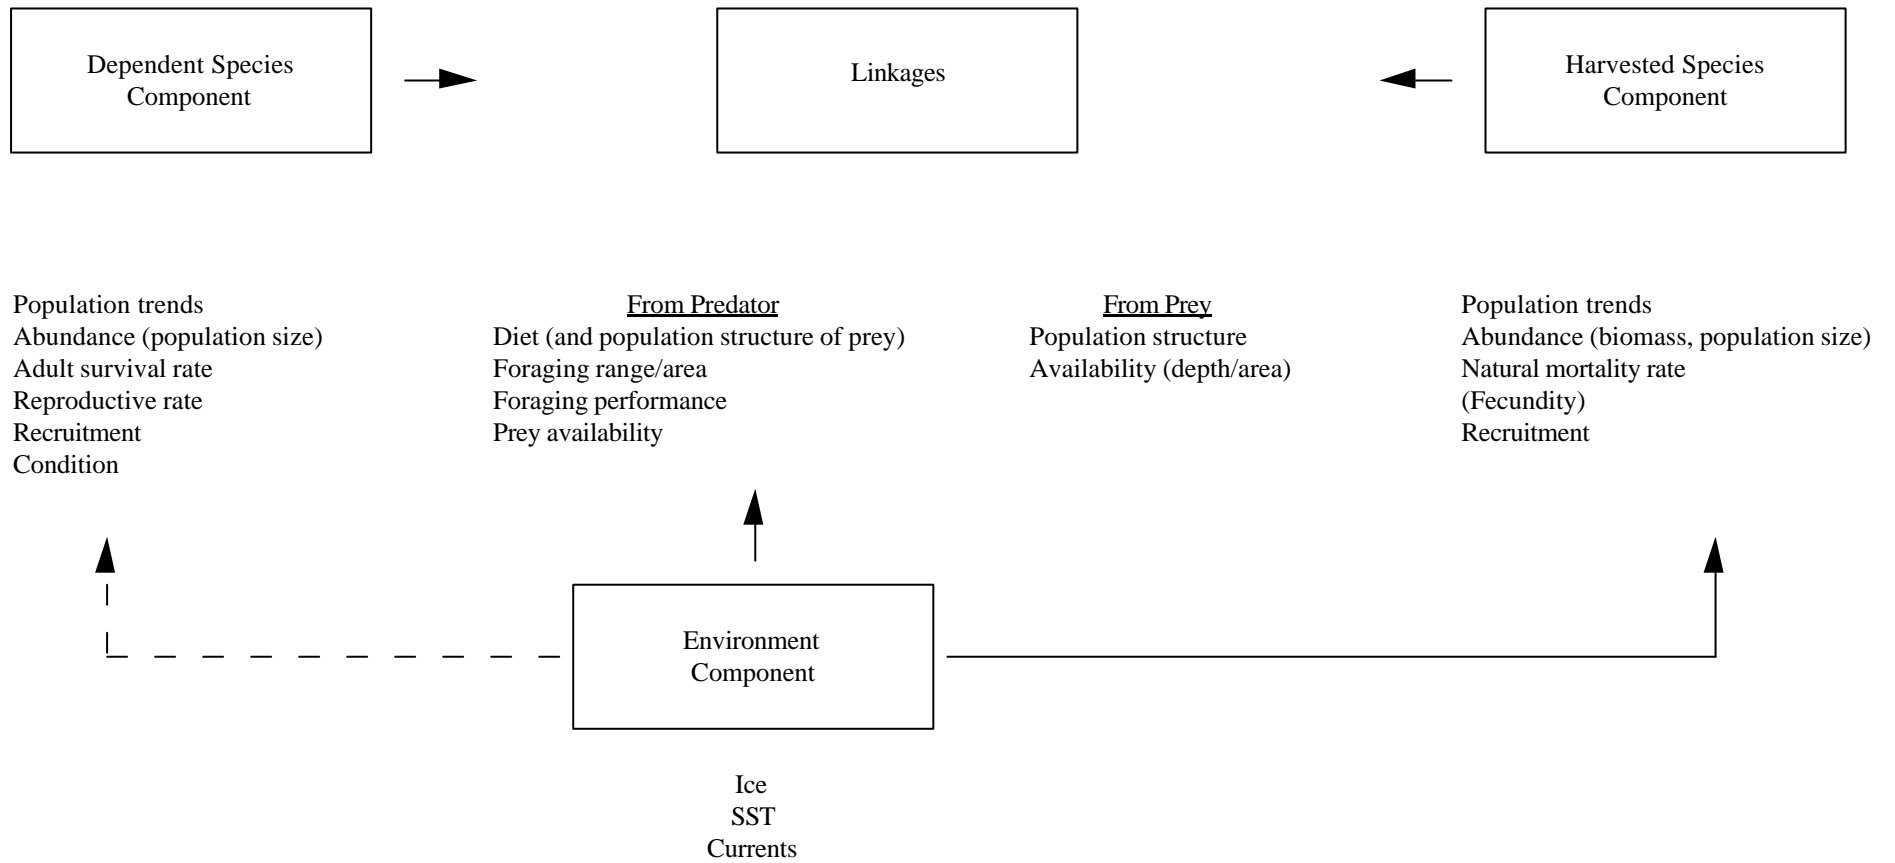 Dependent Species
Component
Linkages
Harvested Species
Component
Population trends
Abundance (population size)
Adult survival rate
Reproductive rate
Recruitment
Condition
From Predator
Diet (and population structure of prey)
Foraging range/area
Foraging performance
Prey availability
From Prey
Population structure
Availability (depth/area)
Population trends
Abundance (biomass, population size)
Natural mortality rate
(Fecundity)
Recruitment
Environment
Component
Ice
SST
Currents